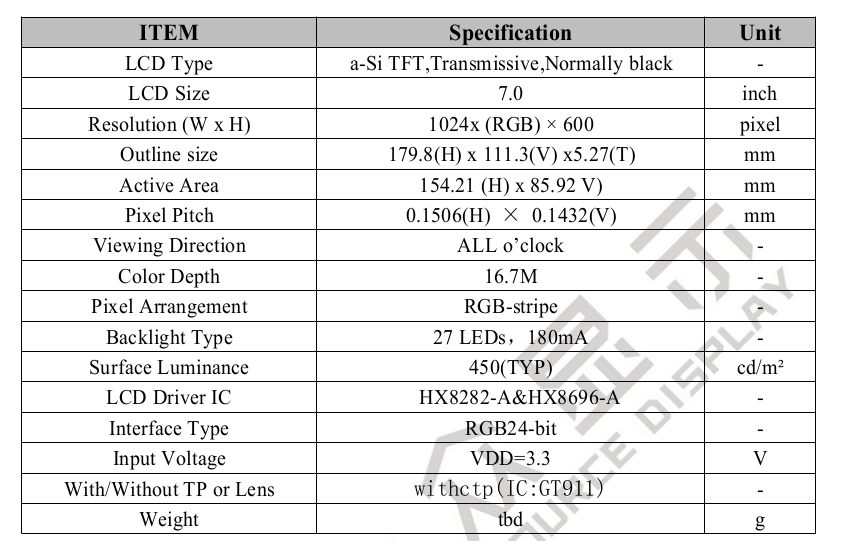 ITEM Specification Unit
LCD Type a-Si TFT,Transmissive,Normally black -
LCD Size 7.0 inch
Resolution (W x H) 1024x (RGB) × 600 pixel
Outline size 179.8(H) x 111.3(V) x5.27(T) mm
Active Area 154.21 (H) x 85.92 V) mm
Pixel Pitch 0.1506(H) × 0.1432(V) mm
Viewing Direction ALL o’clock -
Color Depth 16.7M -
Pixel Arrangement RGB-stripe -
Backlight Type 27 LEDs，180mA -
Surface Luminance 450(TYP) cd/m²
LCD Driver IC HX8282-A&HX8696-A -
Interface Type RGB24-bit -
Input Voltage VDD=3.3 V
With/Without TP or Lens withctp(IC:GT911) -
Weight tbd g
DISPLAY